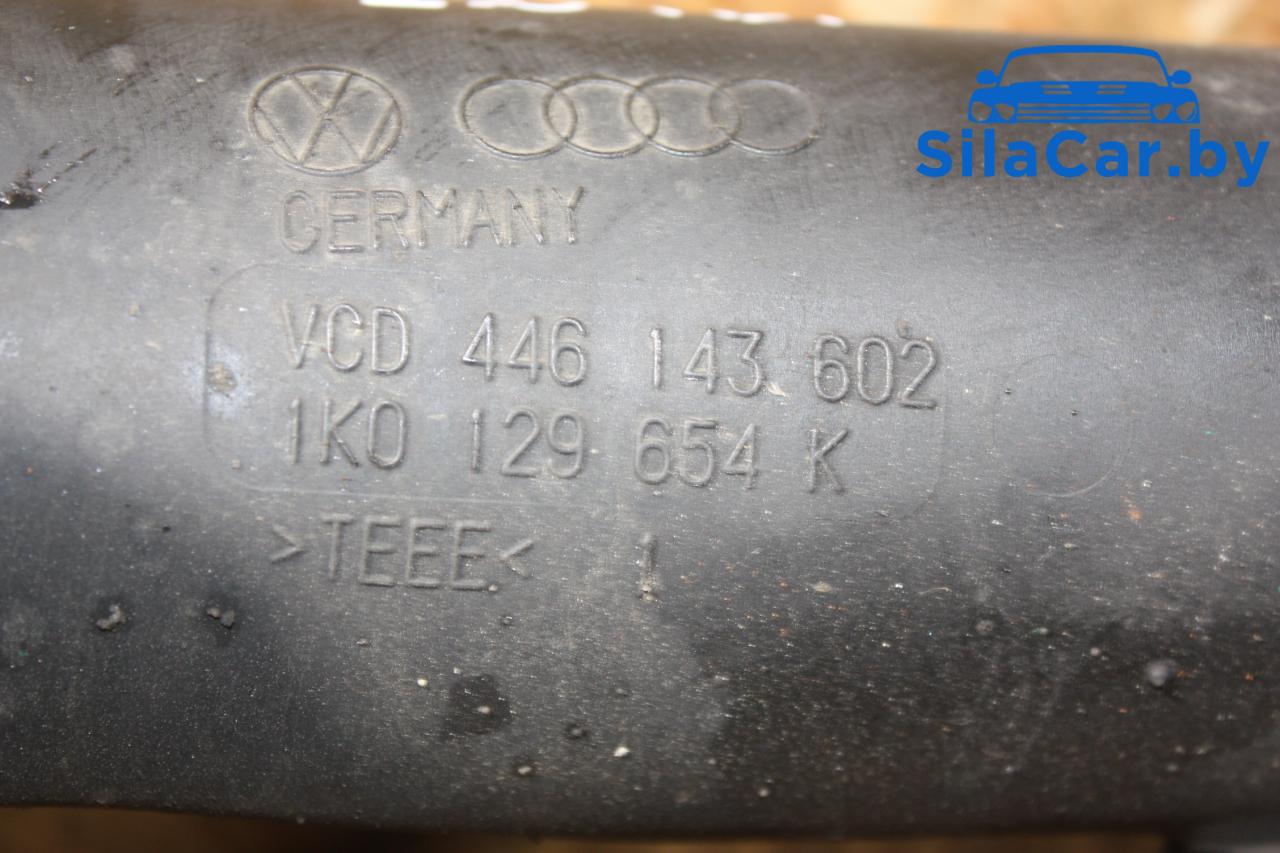 SilaCar.by
GERMANY
VCD 446 143 602
1K0 129 654 K
>TEEE< 1